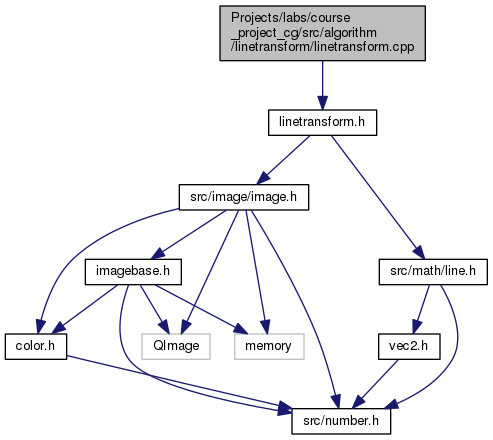 Projects/labs/course
_project_cg/src/algorithm
/linetransform/linetransform.cpp
linetransform.h
src/image/image.h
imagebase.h
src/math/line.h
color.h
QImage
memory
vec2.h
src/number.h